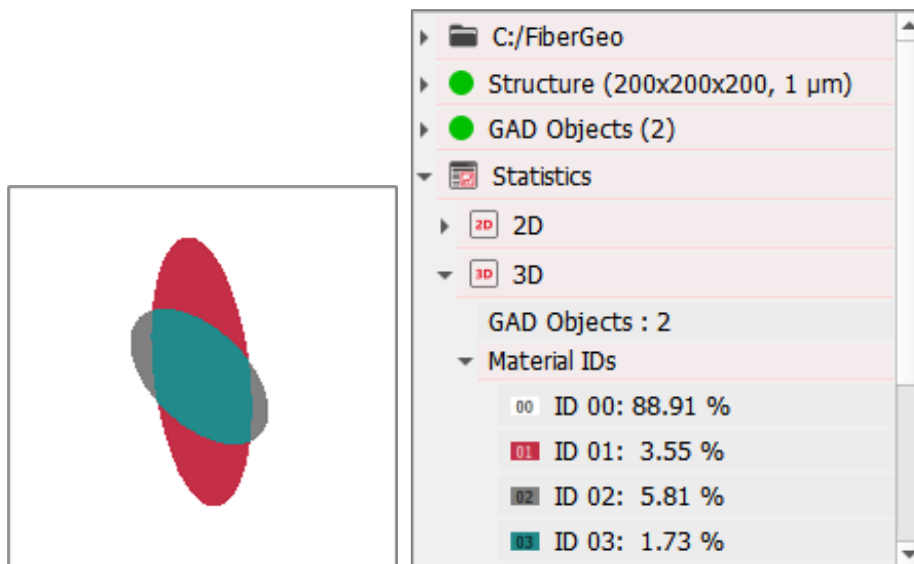 C:/FiberGeo
Structure (200x200x200, 1 µm)
GAD Objects (2)
Statistics
2D 2D
3D 3D
GAD Objects : 2
Material IDs
00 ID 00: 88.91 %
01 ID 01: 3.55 %
02 ID 02: 5.81 %
03 ID 03: 1.73 %